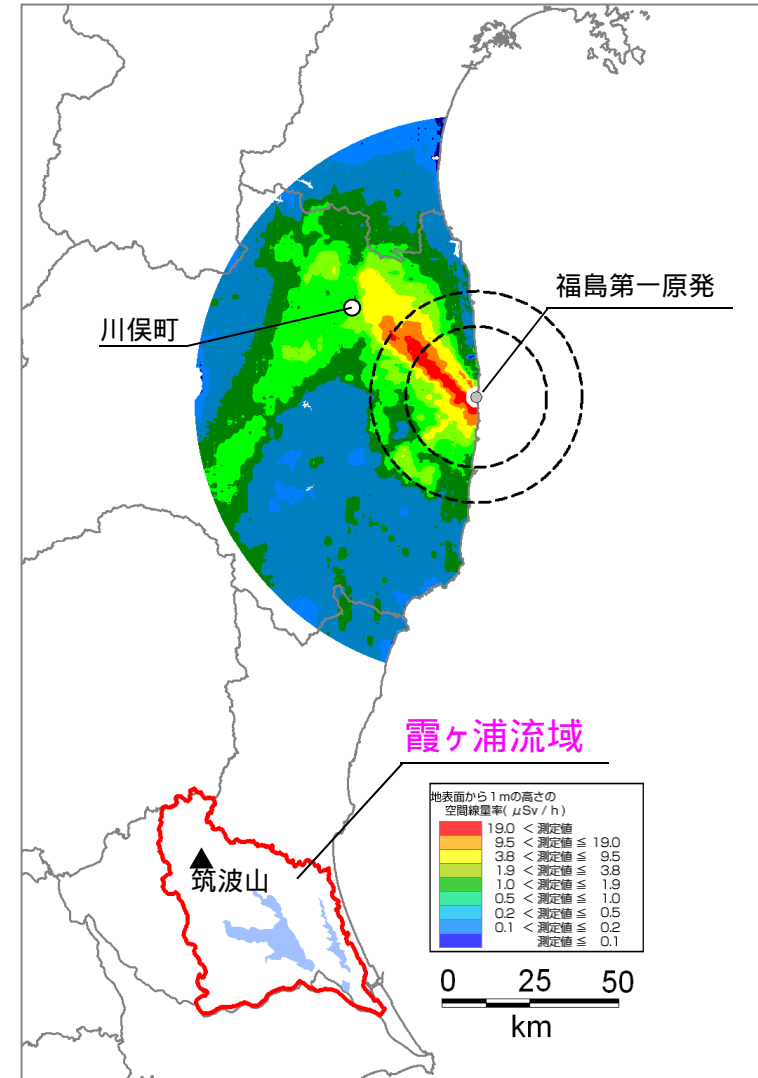 福島第一原発
川俣町
霞ヶ浦流域
地表面から1mの高さの
空間線量率( μSv / h )
19.0 < 測定値
9.5 < 測定値 ≦ 19.0
3.8 < 測定値 ≦ 9.5
1.9 < 測定値 ≦ 3.8
1.0 < 測定値 ≦ 1.9
0.5 < 測定値 ≦ 1.0
0.2 < 測定値 ≦ 0.5
0.1 < 測定値 ≦ 0.2
測定値 ≦ 0.1
筑波山
0 25 50
km